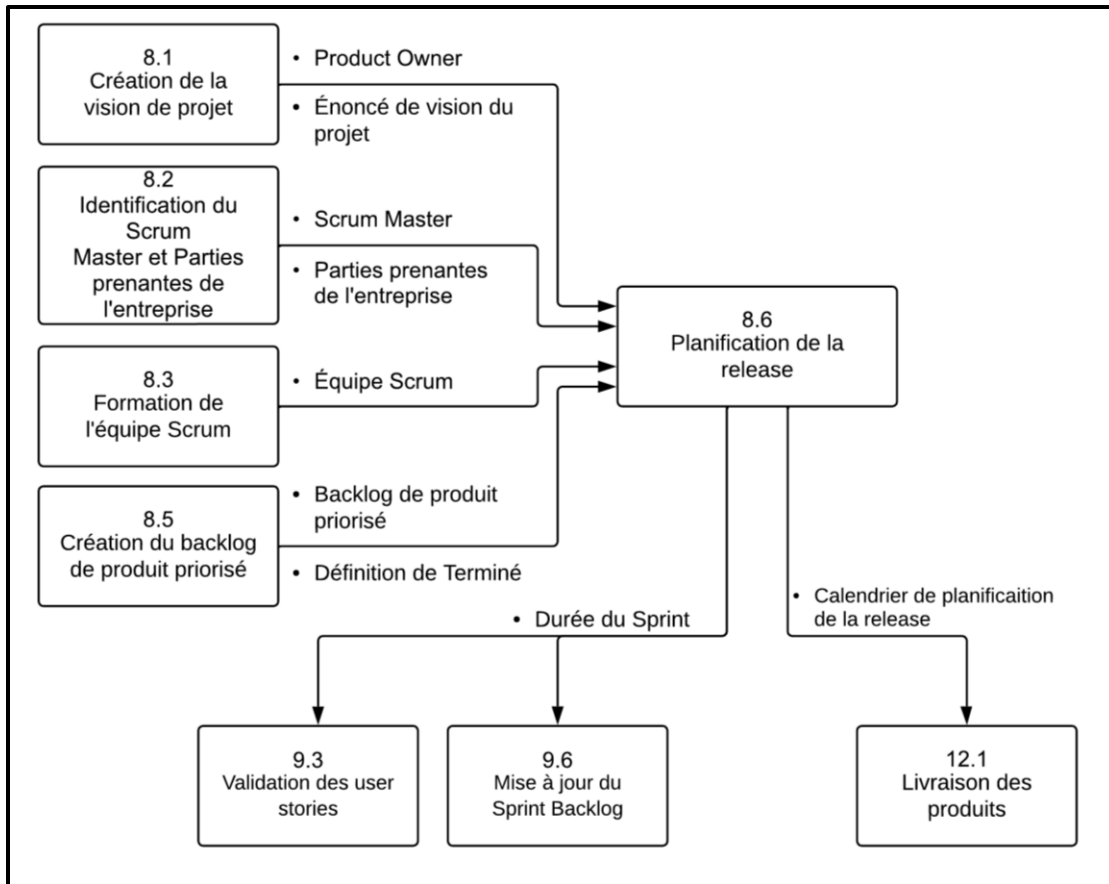 8.1
Création de la
vision de projet
• Product Owner
• Énoncé de vision du
projet
8.2
Identification du
Scrum
Master et Parties
prenantes de
l'entreprise
• Scrum Master
• Parties prenantes
de l'entreprise
8.3
Formation de
l'équipe Scrum
• Équipe Scrum
8.5
Création du backlog
de produit priorisé
• Backlog de produit
priorisé
• Définition de Terminé
8.6
Planification de la
release
• Durée du Sprint
• Calendrier de planificaition
de la release
9.3
Validation des user
stories
9.6
Mise à jour du
Sprint Backlog
12.1
Livraison des
produits